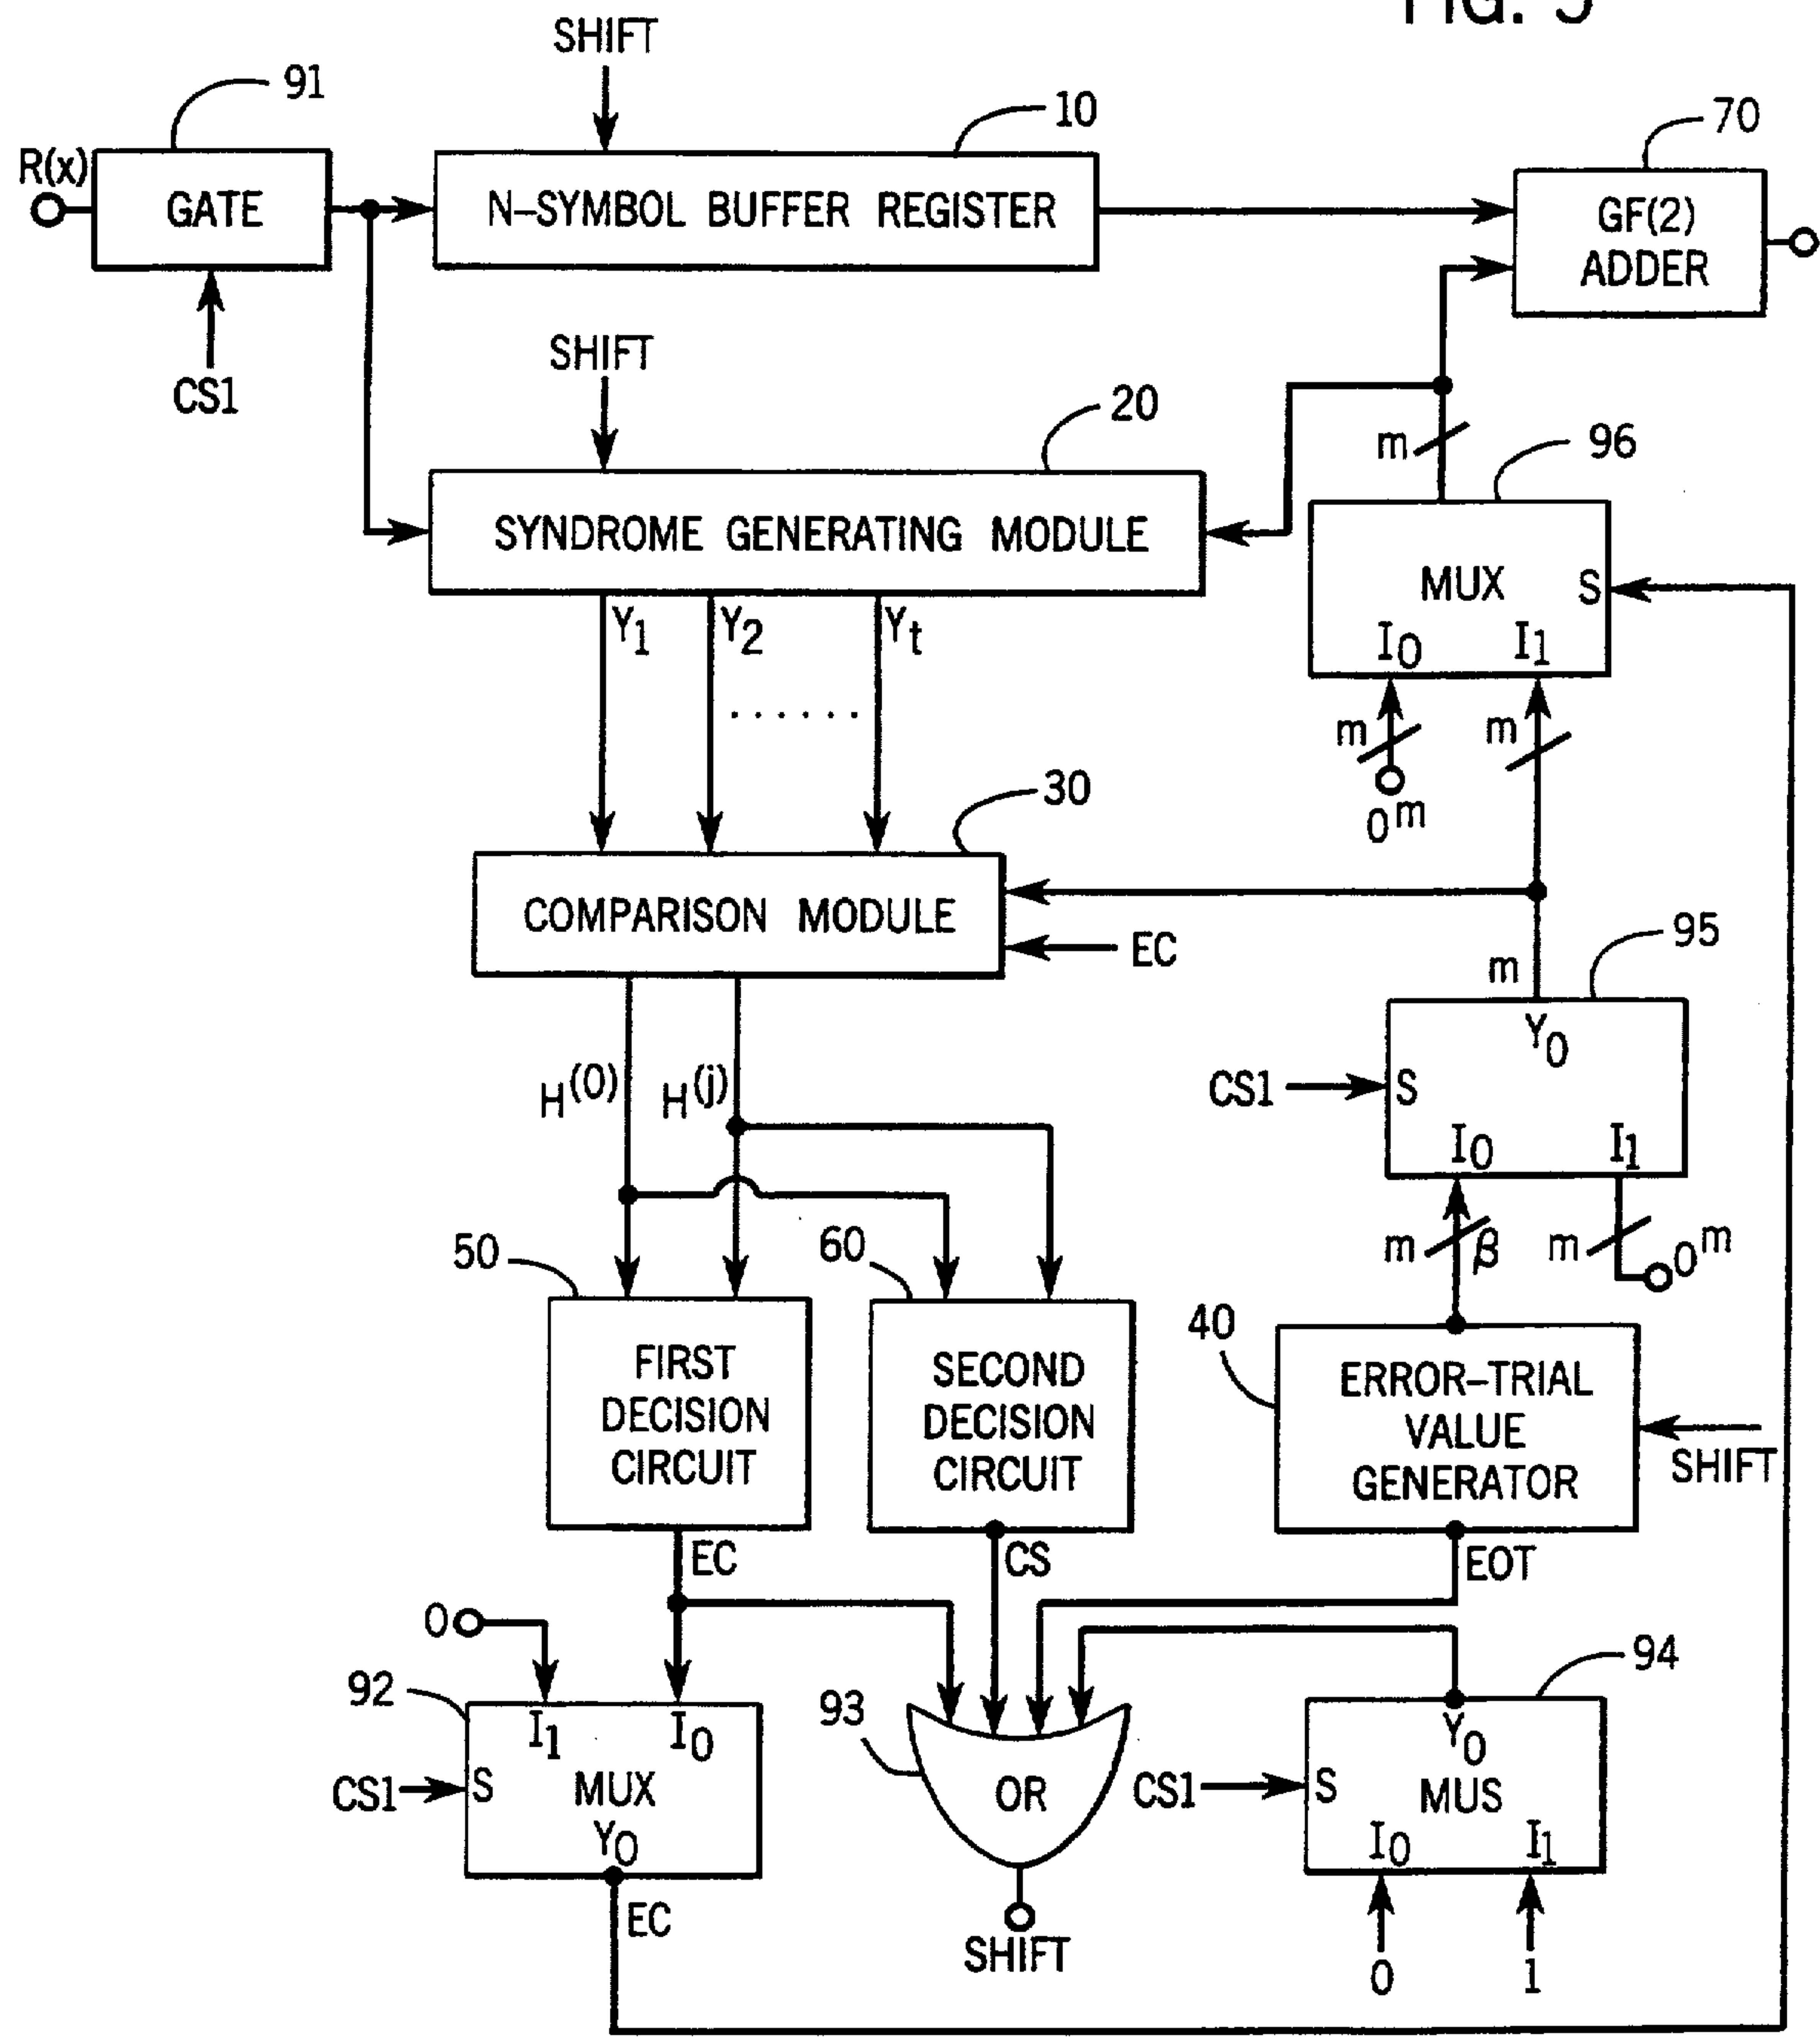 FIG. 5
SHIFT
91
10
70
R(x)
GATE
N–SYMBOL BUFFER REGISTER
GF(2)
ADDER
CS1
SHIFT
20
m
96
SYNDROME GENERATING MODULE
MUX
S
I0
I1
Y1
Y2
Yt
......
m
m
0m
30
COMPARISON MODULE
EC
95
m
Y0
H(0)
H(j)
CS1
S
I0
I1
m
β
m
0m
50
60
40
FIRST
DECISION
CIRCUIT
SECOND
DECISION
CIRCUIT
ERROR–TRIAL
VALUE
GENERATOR
SHIFT
EC
CS
EOT
0
92
93
94
I1
I0
Y0
CS1
S
MUX
Y0
OR
CS1
S
MUS
I0
I1
EC
SHIFT
0
1